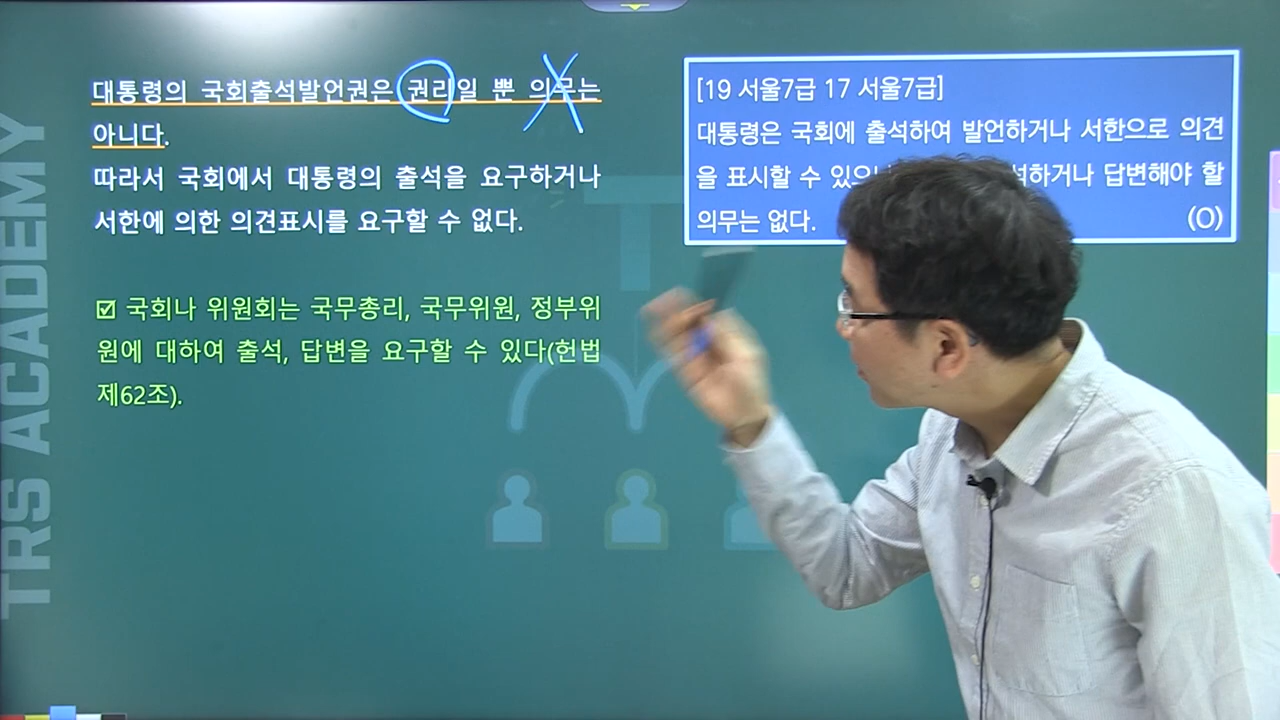 대통령의 국회출석발언권은 권리일 뿐 의무는
아니다.
따라서 국회에서 대통령의 출석을 요구하거나
서한에 의한 의견표시를 요구할 수 없다.
☑ 국회나 위원회는 국무총리, 국무위원, 정부위
원에 대하여 출석, 답변을 요구할 수 있다(헌법
제62조).
[19 서울7급 17 서울7급]
대통령은 국회에 출석하여 발언하거나 서한으로 의견
을 표시할 수 답변해야 할
의무는 없다. (O)
TRS ACADEMY